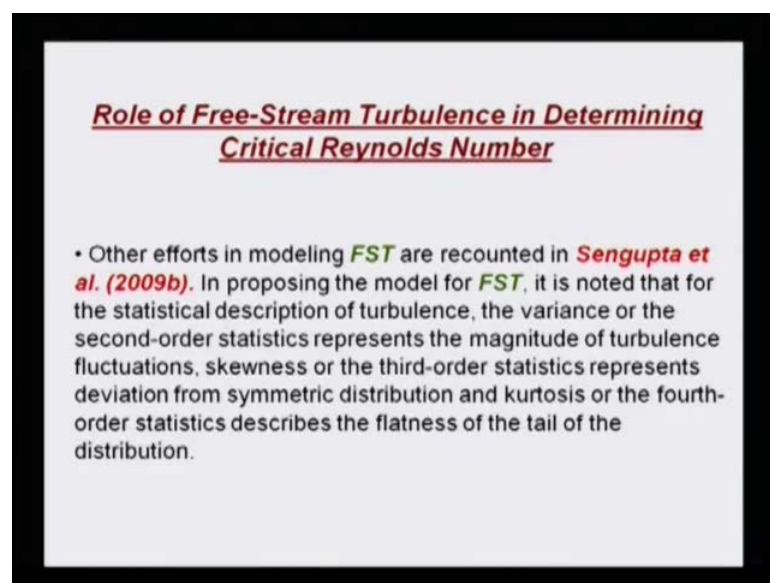 Role of Free-Stream Turbulence in Determining
Critical Reynolds Number
• Other efforts in modeling FST are recounted in Sengupta et
al. (2009b). In proposing the model for FST, it is noted that for
the statistical description of turbulence, the variance or the
second-order statistics represents the magnitude of turbulence
fluctuations, skewness or the third-order statistics represents
deviation from symmetric distribution and kurtosis or the fourth-
order statistics describes the flatness of the tail of the
distribution.